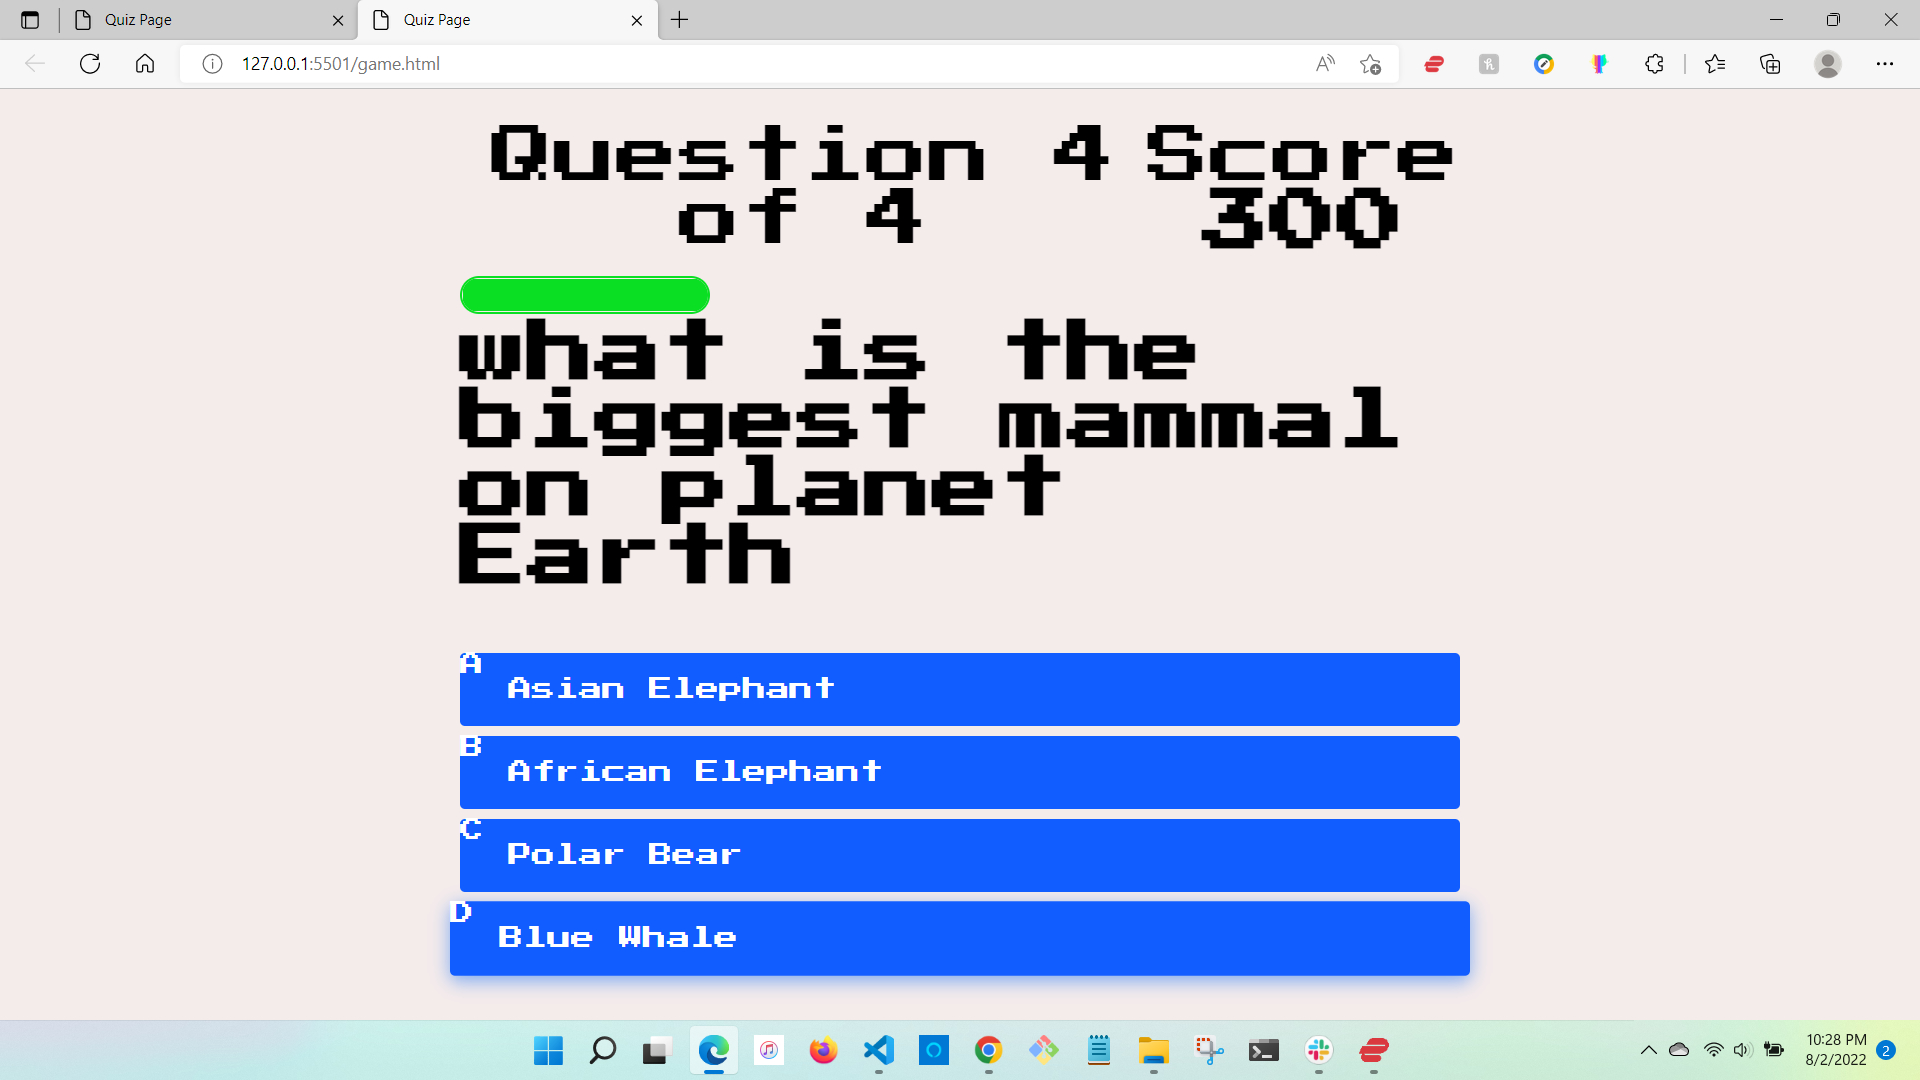 Quiz Page
Quiz Page
127.0.0.1:5501/game.html
Question 4 of 4
Score
300
what is the
biggest mammal
on planet
Earth
A
Asian Elephant
B
African Elephant
C
Polar Bear
D
Blue Whale
10:28 PM
8/2/2022
2